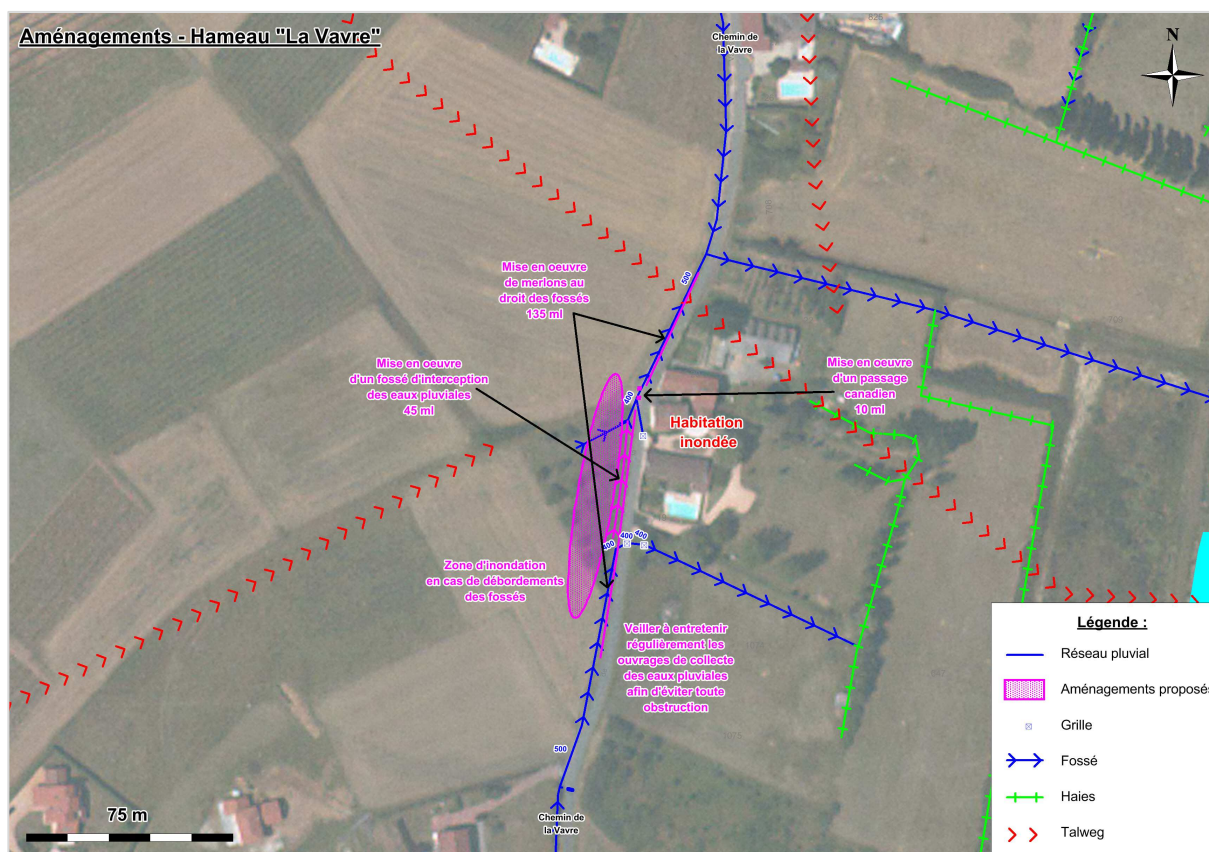 Aménagements - Hameau "La Vavre"
Chemin de
la Vavre
N
Mise en oeuvre
de merlons au
droit des fossés
135 ml
500
Mise en oeuvre
d'un fossé d'interception
des eaux pluviales
45 ml
400
Mise en oeuvre
d'un passage
canadien
10 ml
Habitation
inondée
400
400
400
Zone d'inondation
en cas de débordements
des fossés
Veiller à entretenir
régulièrement les
ouvrages de collecte
des eaux pluviales
afin d'éviter toute
obstruction
500
75 m
Chemin de
la Vavre
Légende :
Réseau pluvial
Aménagements proposés
Grille
Fossé
Haies
Talweg